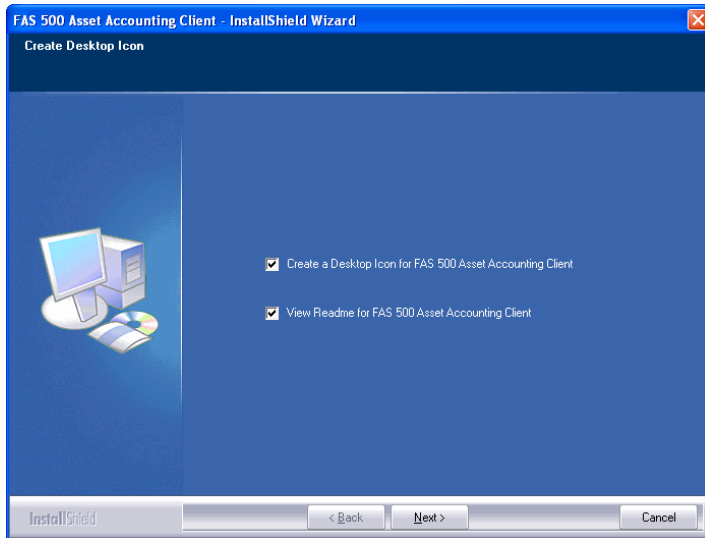 FAS 500 Asset Accounting Client - InstallShield Wizard
Create Desktop Icon
Create a Desktop Icon for FAS 500 Asset Accounting Client
View Readme for FAS 500 Asset Accounting Client
InstallShield
< Back Next > Cancel